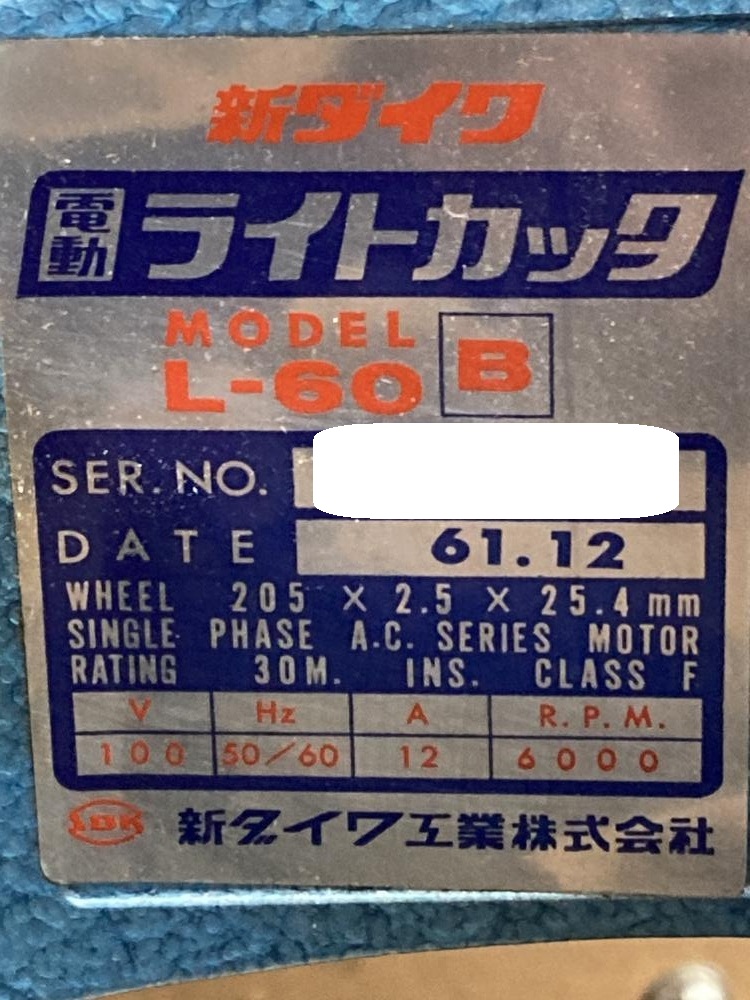 新ダイワ
電動 ライトカッタ
MODEL
L-60 B
SER. NO.
DATE 61.12
WHEEL 205 × 2.5 × 25.4 mm
SINGLE PHASE A.C. SERIES MOTOR
RATING 30M. INS. CLASS F
V Hz A R.P.M.
100 50/60 12 6000
SDK 新ダイワ工業株式会社